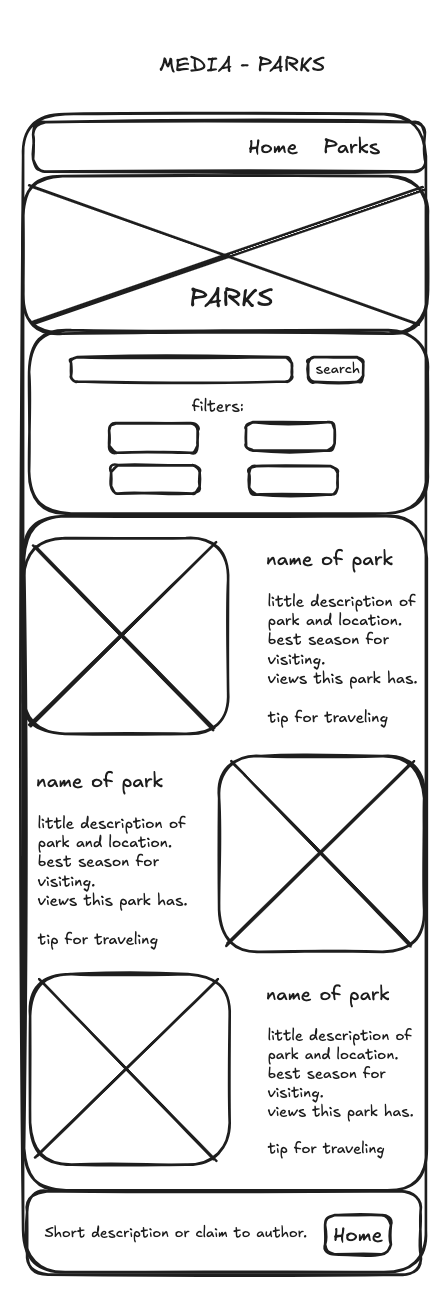 MEDIA - PARKS
Home Parks
PARKS
search
filters:
name of park
little description of
park and location.
best season for
visiting.
views this park has.
tip for traveling
name of park
little description of
park and location.
best season for
visiting.
views this park has.
tip for traveling
name of park
little description of
park and location.
best season for
visiting.
views this park has.
tip for traveling
Short description or claim to author.
Home